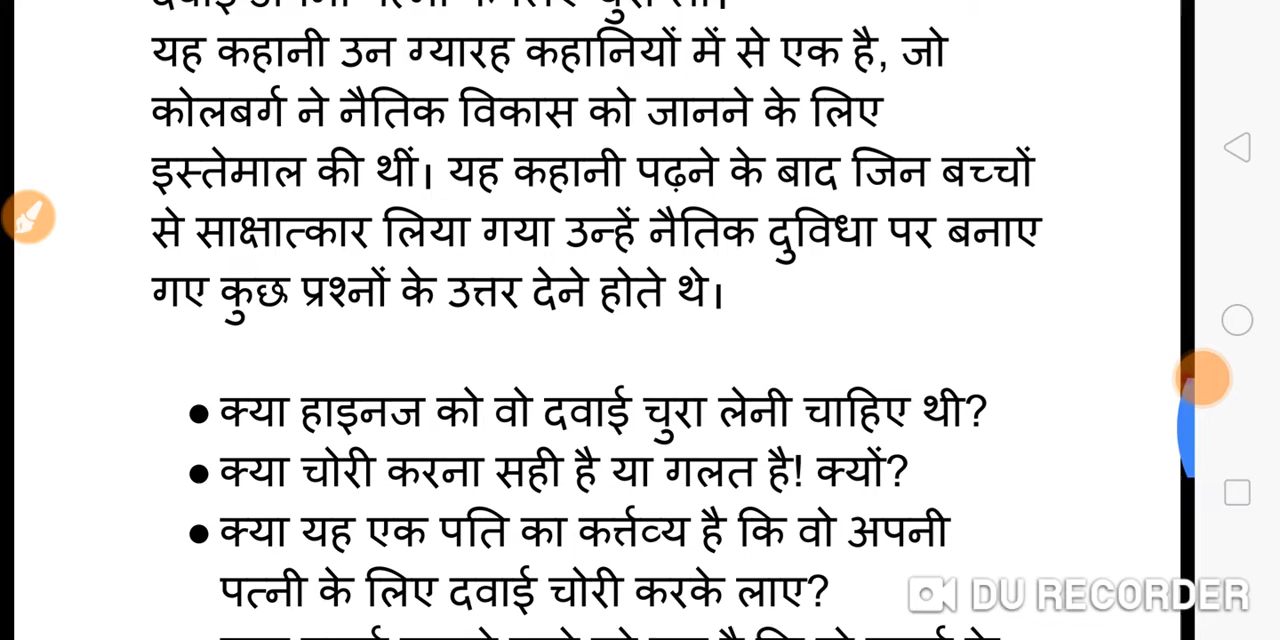 यह कहानी उन ग्यारह कहानियों में से एक है, जो
कोलबर्ग ने नैतिक विकास को जानने के लिए
इस्तेमाल की थीं। यह कहानी पढ़ने के बाद जिन बच्चों
से साक्षात्कार लिया गया उन्हें नैतिक दुविधा पर बनाए
गए कुछ प्रश्नों के उत्तर देने होते थे।
● क्या हाइनज को वो दवाई चुरा लेनी चाहिए थी?
● क्या चोरी करना सही है या गलत है! क्यों?
● क्या यह एक पति का कर्त्तव्य है कि वो अपनी
पत्नी के लिए दवाई चोरी करके लाए?
DU RECORDER